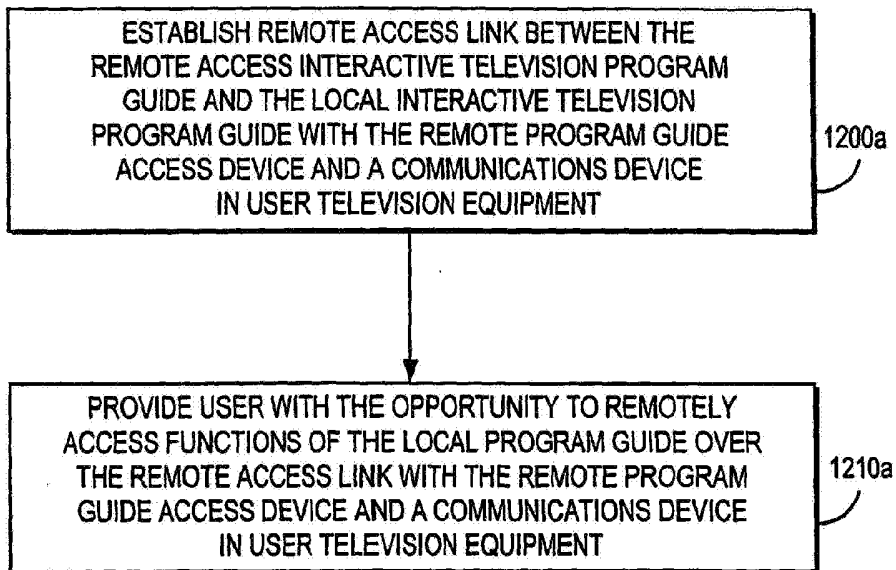 ESTABLISH REMOTE ACCESS LINK BETWEEN THE
REMOTE ACCESS INTERACTIVE TELEVISION PROGRAM
GUIDE AND THE LOCAL INTERACTIVE TELEVISION
PROGRAM GUIDE WITH THE REMOTE PROGRAM GUIDE
ACCESS DEVICE AND A COMMUNICATIONS DEVICE
IN USER TELEVISION EQUIPMENT
1200a
PROVIDE USER WITH THE OPPORTUNITY TO REMOTELY
ACCESS FUNCTIONS OF THE LOCAL PROGRAM GUIDE OVER
THE REMOTE ACCESS LINK WITH THE REMOTE PROGRAM
GUIDE ACCESS DEVICE AND A COMMUNICATIONS DEVICE
IN USER TELEVISION EQUIPMENT
1210a